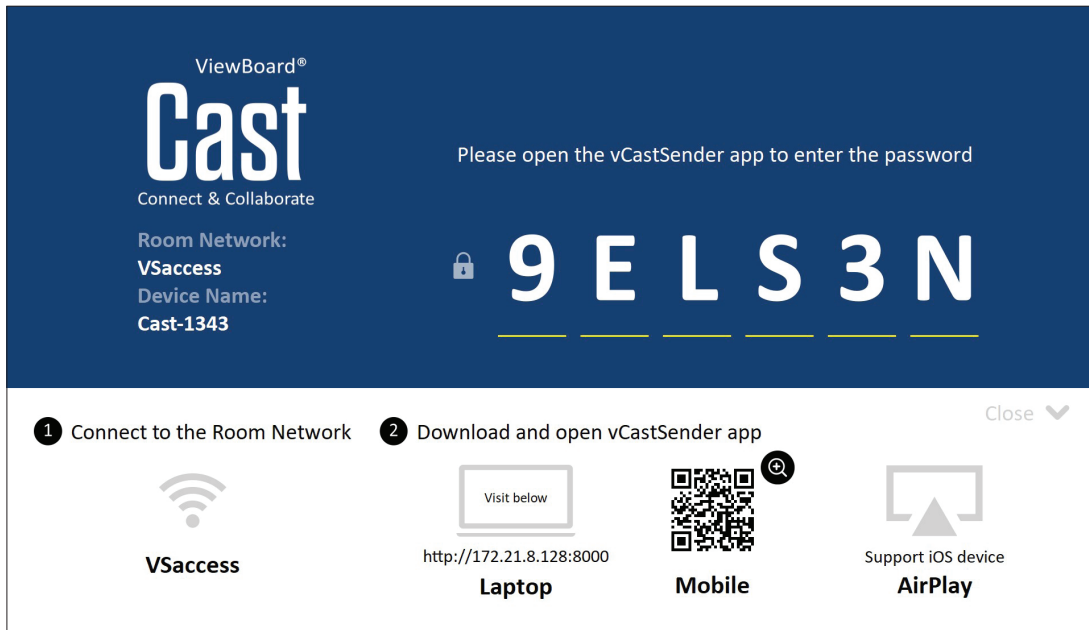 ViewBoard®
Cast
Connect & Collaborate
Room Network:
VSaccess
Device Name:
Cast-1343
Please open the vCastSender app to enter the password
9 E L S 3 N
Close
1 Connect to the Room Network
VSaccess
2 Download and open vCastSender app
Visit below
http://172.21.8.128:8000
Laptop
Mobile
Support iOS device
AirPlay